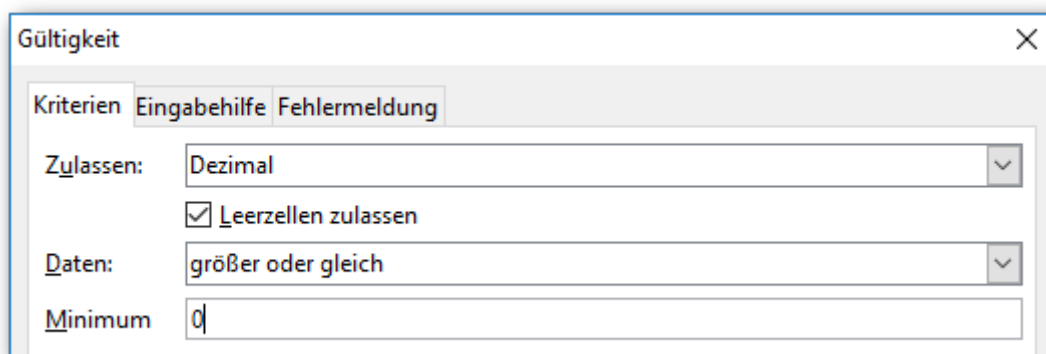 Gültigkeit
Kriterien Eingabehilfe Fehlermeldung
Zulassen: Dezimal
Leerzellen zulassen
Daten: größer oder gleich
Minimum 0